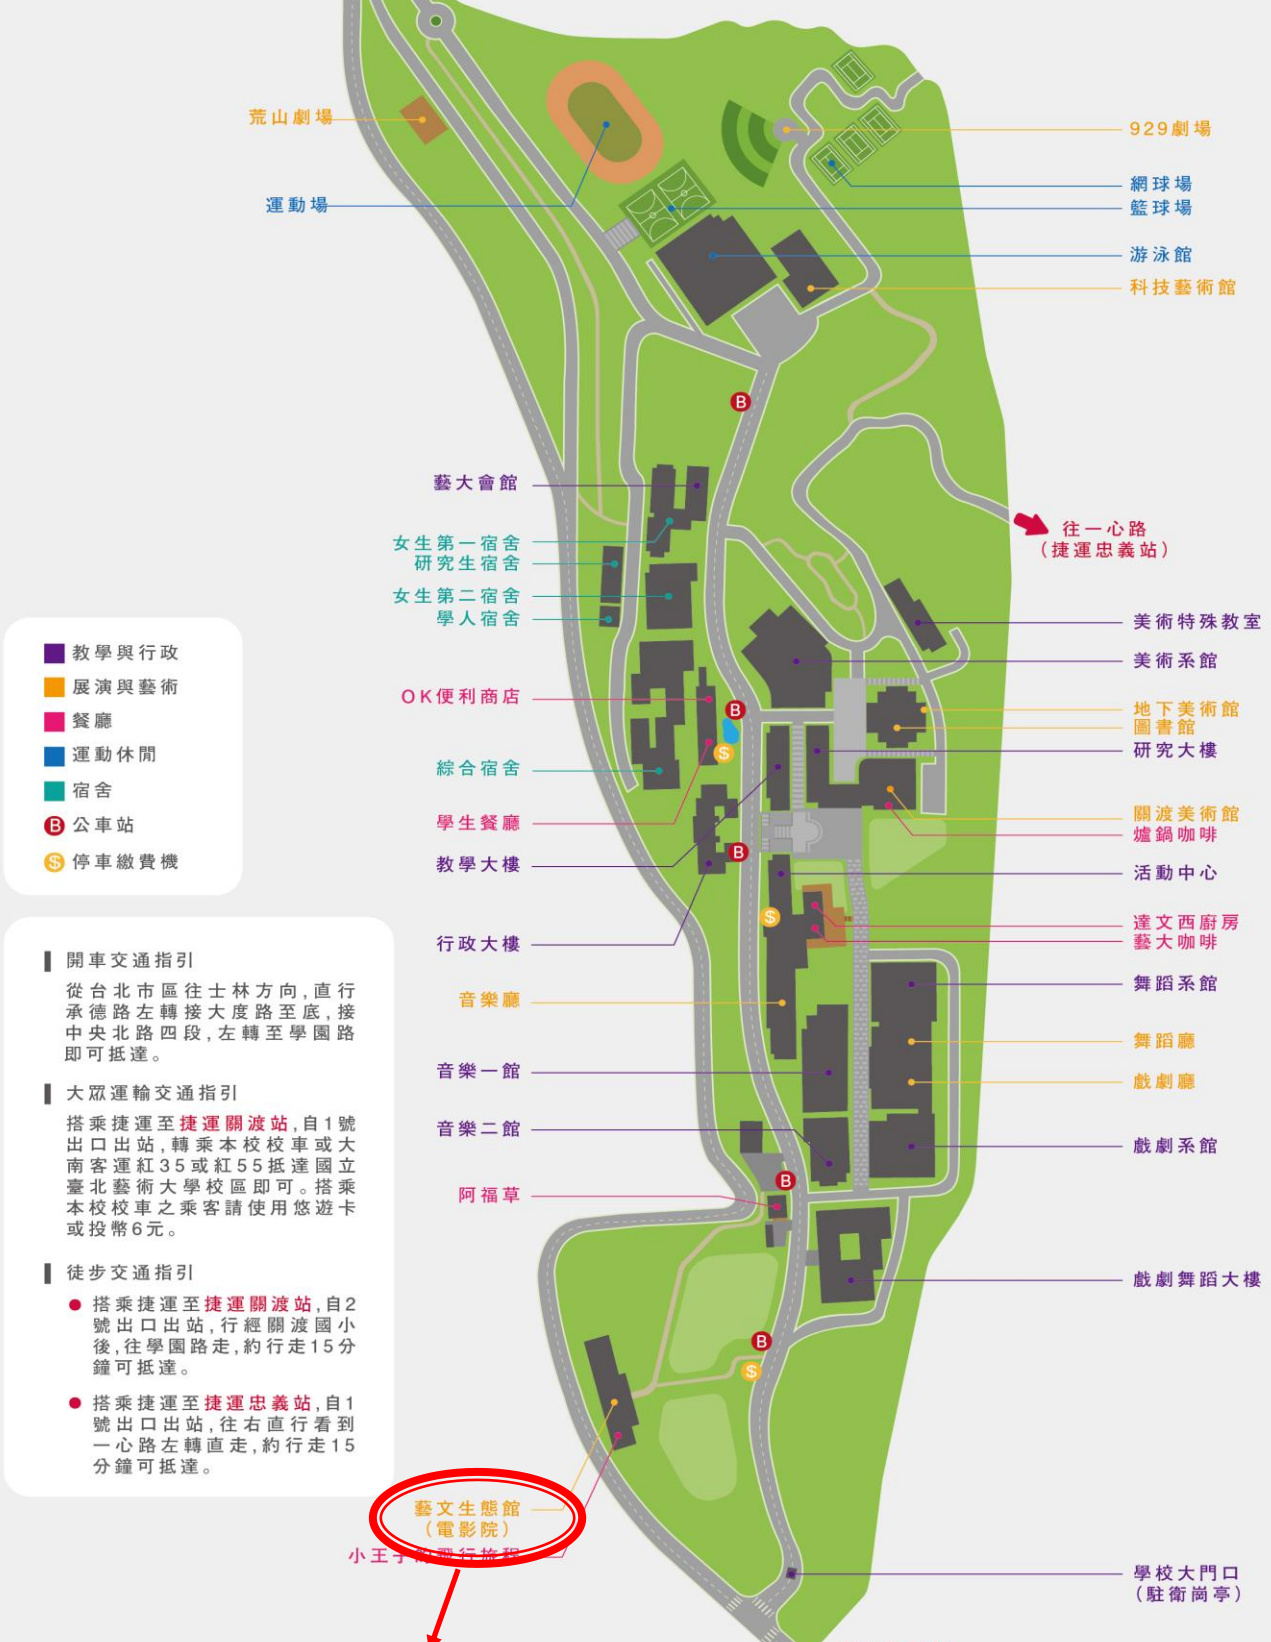 荒山劇場
運動場
929劇場
網球場
籃球場
游泳館
科技藝術館
B
藝大會館
女生第一宿舍
研究生宿舍
女生第二宿舍
學人宿舍
往一心路
（捷運忠義站）
美術特殊教室
美術系館
OK便利商店
B
$
地下美術館
圖書館
研究大樓
綜合宿舍
學生餐廳
教學大樓
行政大樓
B
關渡美術館
爐鍋咖啡
活動中心
$
達文西廚房
藝大咖啡
音樂廳
舞蹈系館
舞蹈廳
戲劇廳
音樂一館
音樂二館
戲劇系館
阿福草
B
戲劇舞蹈大樓
B
$
藝文生態館
（電影院）
小王子的飛行旅程
學校大門口
（駐衛崗亭）
教學與行政
展演與藝術
餐廳
運動休閒
宿舍
B 公車站
$ 停車繳費機
開車交通指引
從台北市區往士林方向,直行
承德路左轉接大度路至底,接
中央北路四段,左轉至學園路
即可抵達。
大眾運輸交通指引
搭乘捷運至捷運關渡站,自1號
出口出站,轉乘本校校車或大
南客運紅35或紅55抵達國立
臺北藝術大學校區即可。搭乘
本校校車之乘客請使用悠遊卡
或投幣6元。
徒步交通指引
搭乘捷運至捷運關渡站,自2
號出口出站,行經關渡國小
後,往學園路走,約行走15分
鐘可抵達。
搭乘捷運至捷運忠義站,自1
號出口出站,往右直行看到
一心路左轉直走,約行走15
分鐘可抵達。